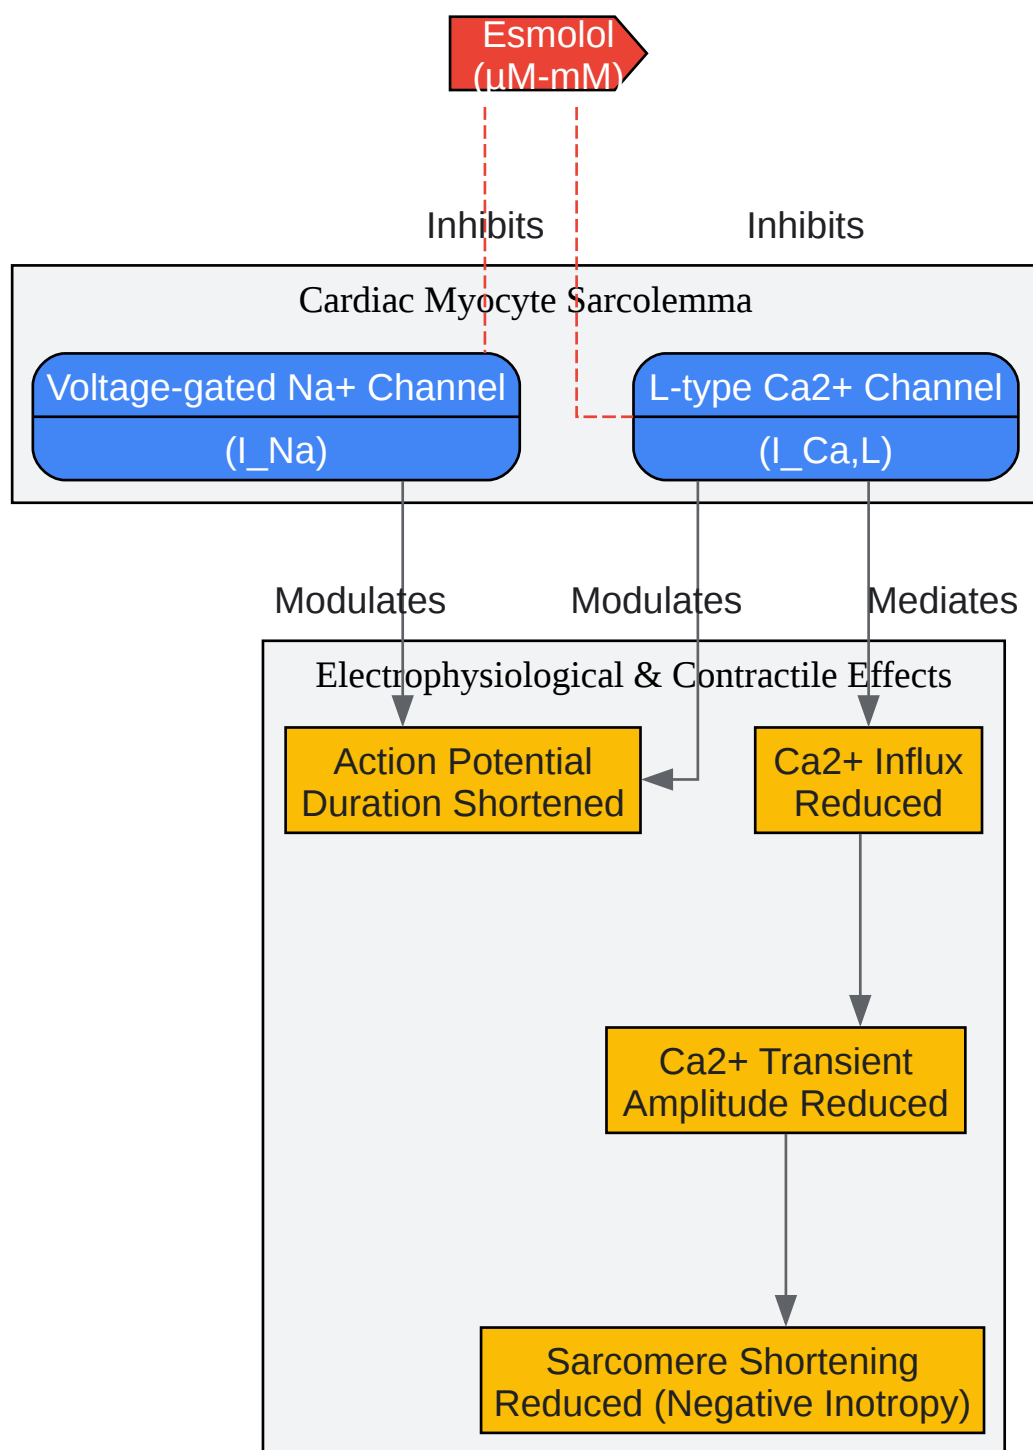 Esmolol
(µM-mM)
Inhibits
Inhibits
Cardiac Myocyte Sarcolemma
Voltage-gated Na+ Channel
(I_Na)
L-type Ca2+ Channel
(I_Ca,L)
Modulates
Modulates
Mediates
Electrophysiological & Contractile Effects
Action Potential
Duration Shortened
Ca2+ Influx
Reduced
Ca2+ Transient
Amplitude Reduced
Sarcomere Shortening
Reduced (Negative Inotropy)